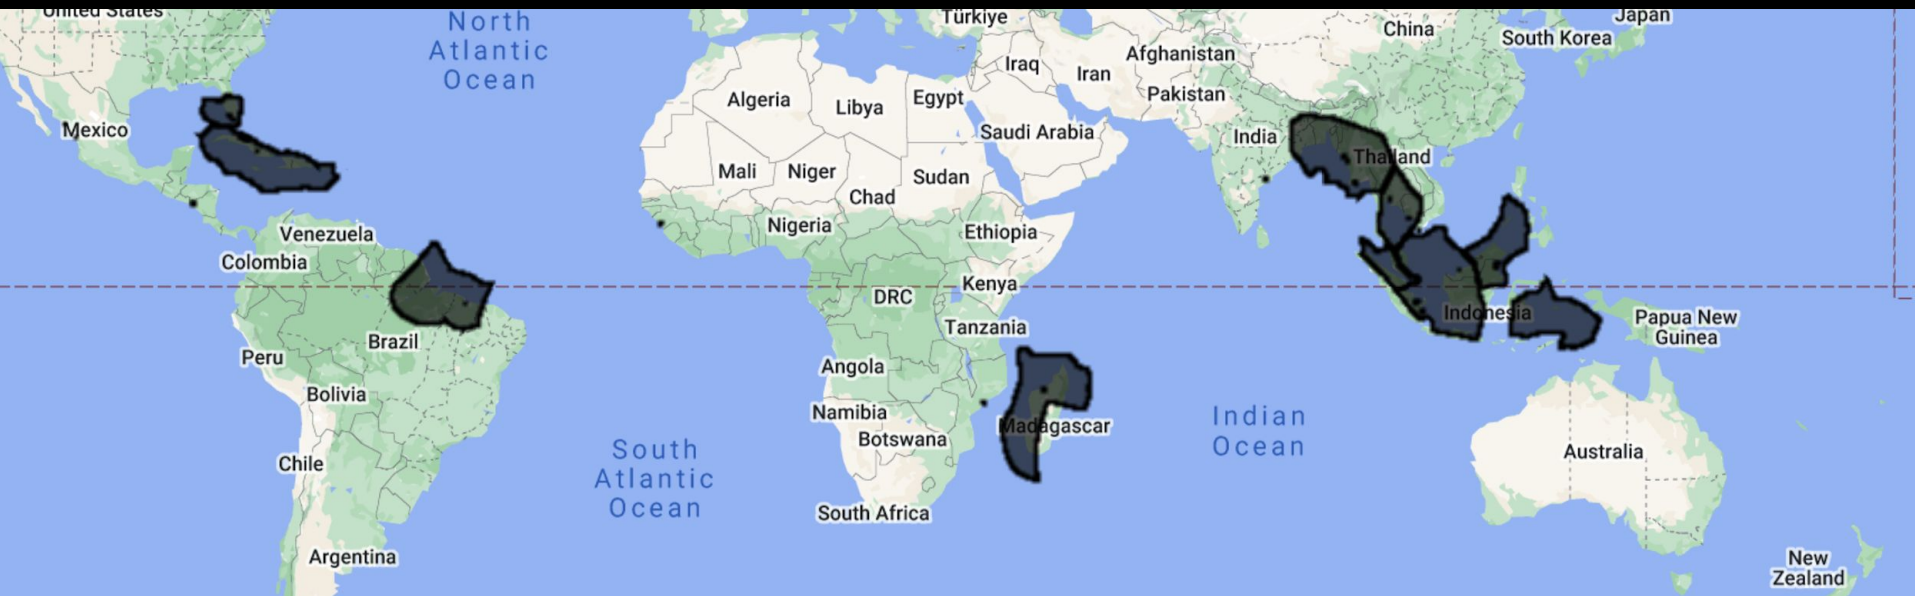 United States
North
Atlantic
Ocean
Türkiye
Japan
China
South Korea
Afghanistan
Iraq
Iran
Pakistan
Algeria
Libya
Egypt
Mexico
Saudi Arabia
India
Thailand
Mali
Niger
Sudan
Chad
Venezuela
Nigeria
Ethiopia
Colombia
Kenya
DRC
Indonesia
Papua New
Guinea
Tanzania
Brazil
Peru
Angola
Bolivia
Namibia
Madagascar
Indian
Ocean
Botswana
South
Atlantic
Ocean
Australia
Chile
South Africa
Argentina
New
Zealand